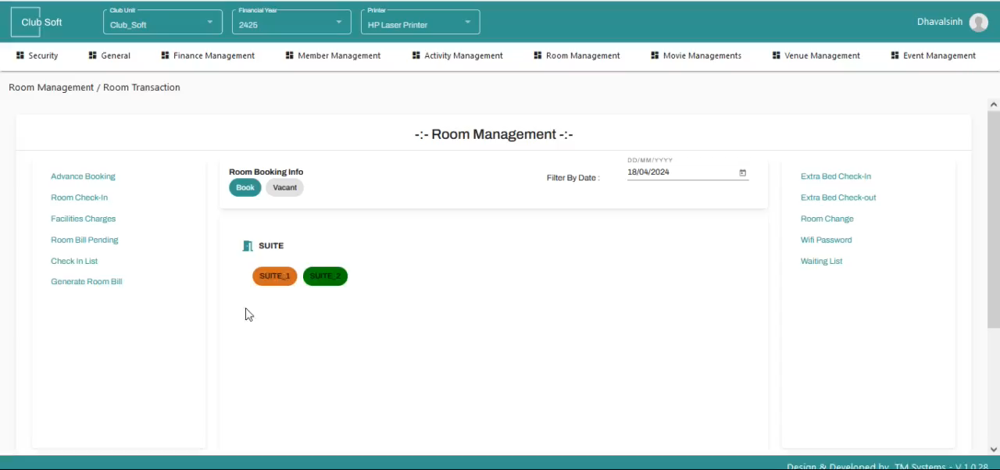 Club Soft
Club Unit
Club_Soft
Financial Year
2425
Printer
HP Laser Printer
Dhavalsinh
Security
General
Finance Management
Member Management
Activity Management
Room Management
Movie Managements
Venue Management
Event Management
Room Management / Room Transaction
-:- Room Management -:-
Advance Booking
Room Check-In
Facilities Charges
Room Bill Pending
Check In List
Generate Room Bill
Room Booking Info
Book
Vacant
Filter By Date :
DD/MM/YYYY
18/04/2024
SUITE
SUITE_1
SUITE_2
Extra Bed Check-In
Extra Bed Check-out
Room Change
Wifi Password
Waiting List
Design & Developed by TM Systems - V 1.0.28